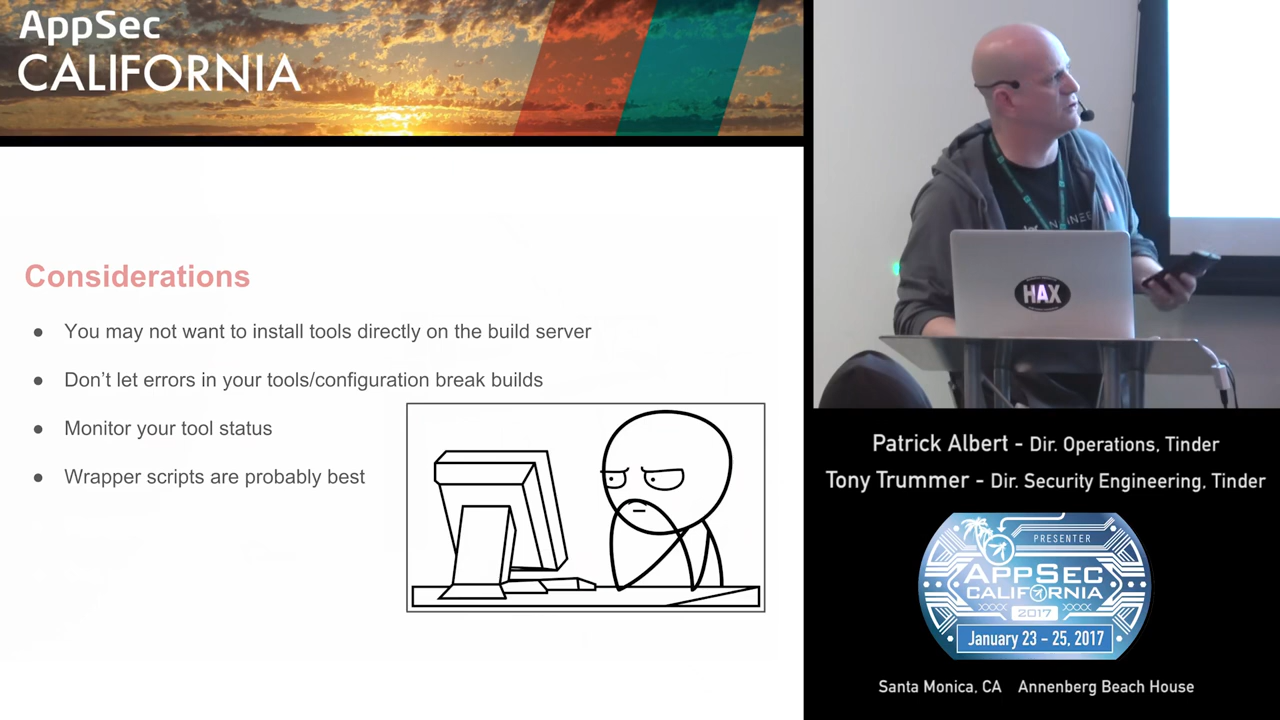 AppSec
CALIFORNIA
Considerations
● You may not want to install tools directly on the build server
● Don’t let errors in your tools/configuration break builds
● Monitor your tool status
● Wrapper scripts are probably best
HAX
Patrick Albert - Dir. Operations, Tinder
Tony Trummer - Dir. Security Engineering, Tinder
PRESENTER
APPSEC
CALIFORNIA
2017
January 23 - 25, 2017
Santa Monica, CA Annenberg Beach House